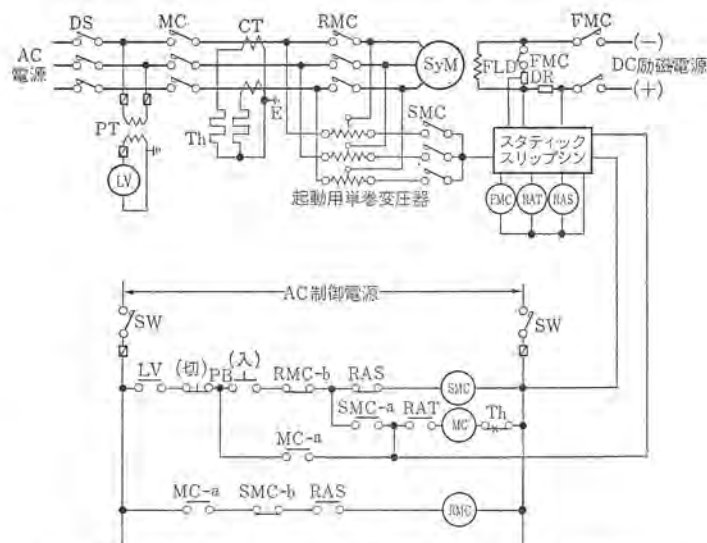 DS MC CT RMC FMC
AC
電源
SyM
FLD
FMC
DR
(−)
DC励磁電源
(+)
PT
Th
E
SMC
LV
スタティック
スリップシン
起動用単巻変圧器
FMC RAT RAS
AC制御電源
SW SW
LV (切) PB (入) RMC-b RAS SMC
SMC-a RAT MC Th
MC-a
MC-a SMC-b RAS RMC